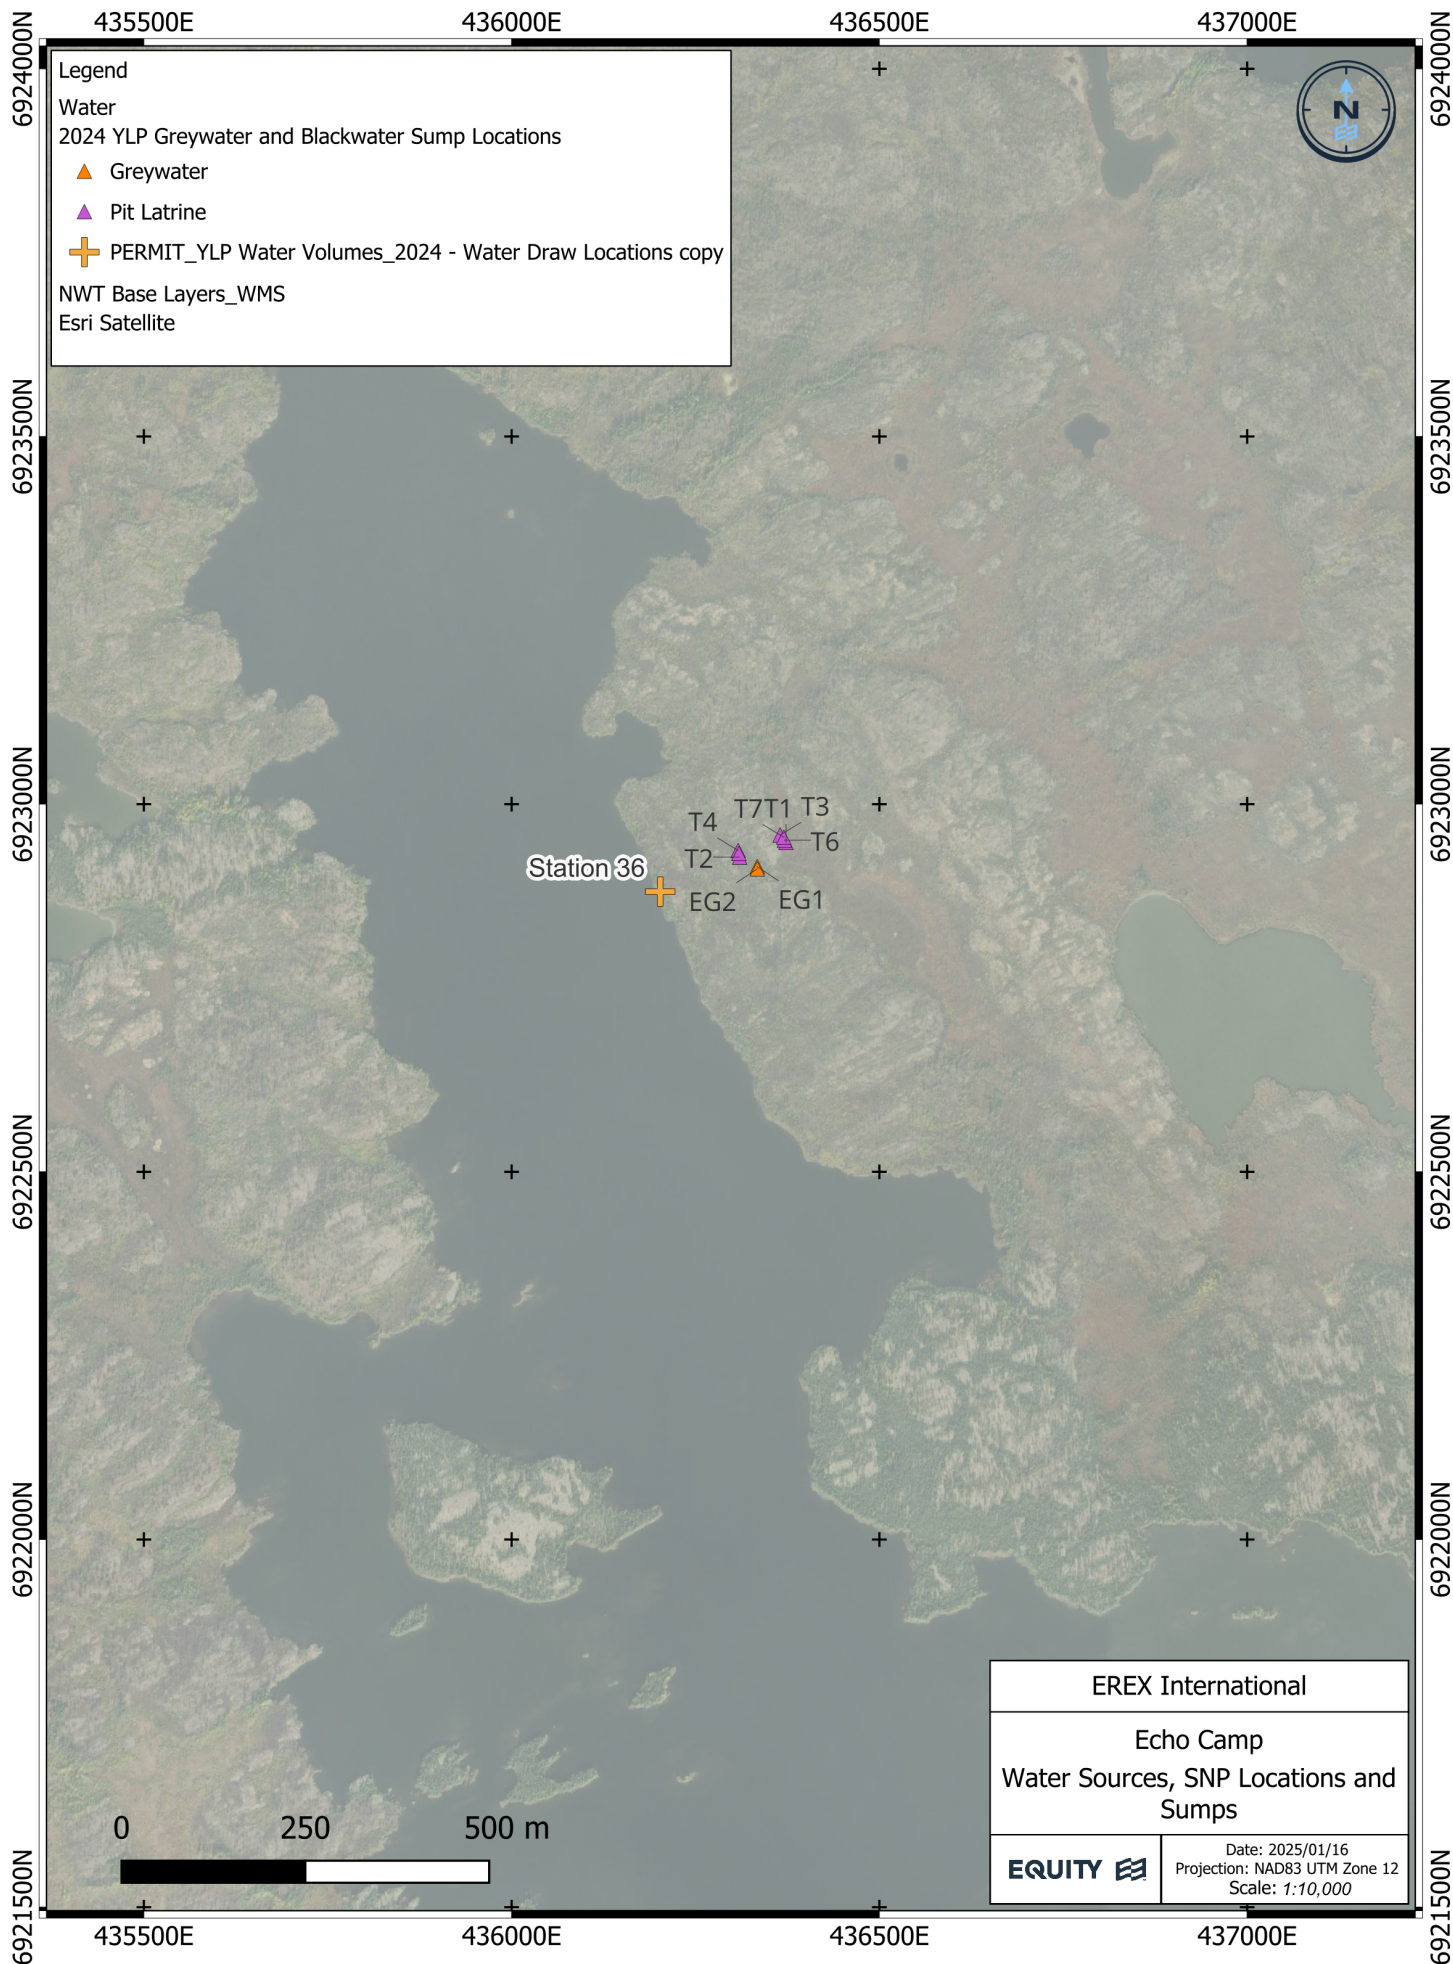 435500E 436000E 436500E 437000E
6924000N
6924000N
Legend
Water
2024 YLP Greywater and Blackwater Sump Locations
Greywater
Pit Latrine
PERMIT_YLP Water Volumes_2024 - Water Draw Locations copy
NWT Base Layers_WMS
Esri Satellite
N
6923500N
6923500N
6923000N
6923000N
T4
T7
T1
T3
T2
T6
Station 36
EG2
EG1
6922500N
6922500N
6922000N
6922000N
EREX International
Echo Camp
Water Sources, SNP Locations and
Sumps
EQUITY
Date: 2025/01/16
Projection: NAD83 UTM Zone 12
Scale: 1:10,000
0 250 500 m
6921500N
6921500N
435500E 436000E 436500E 437000E